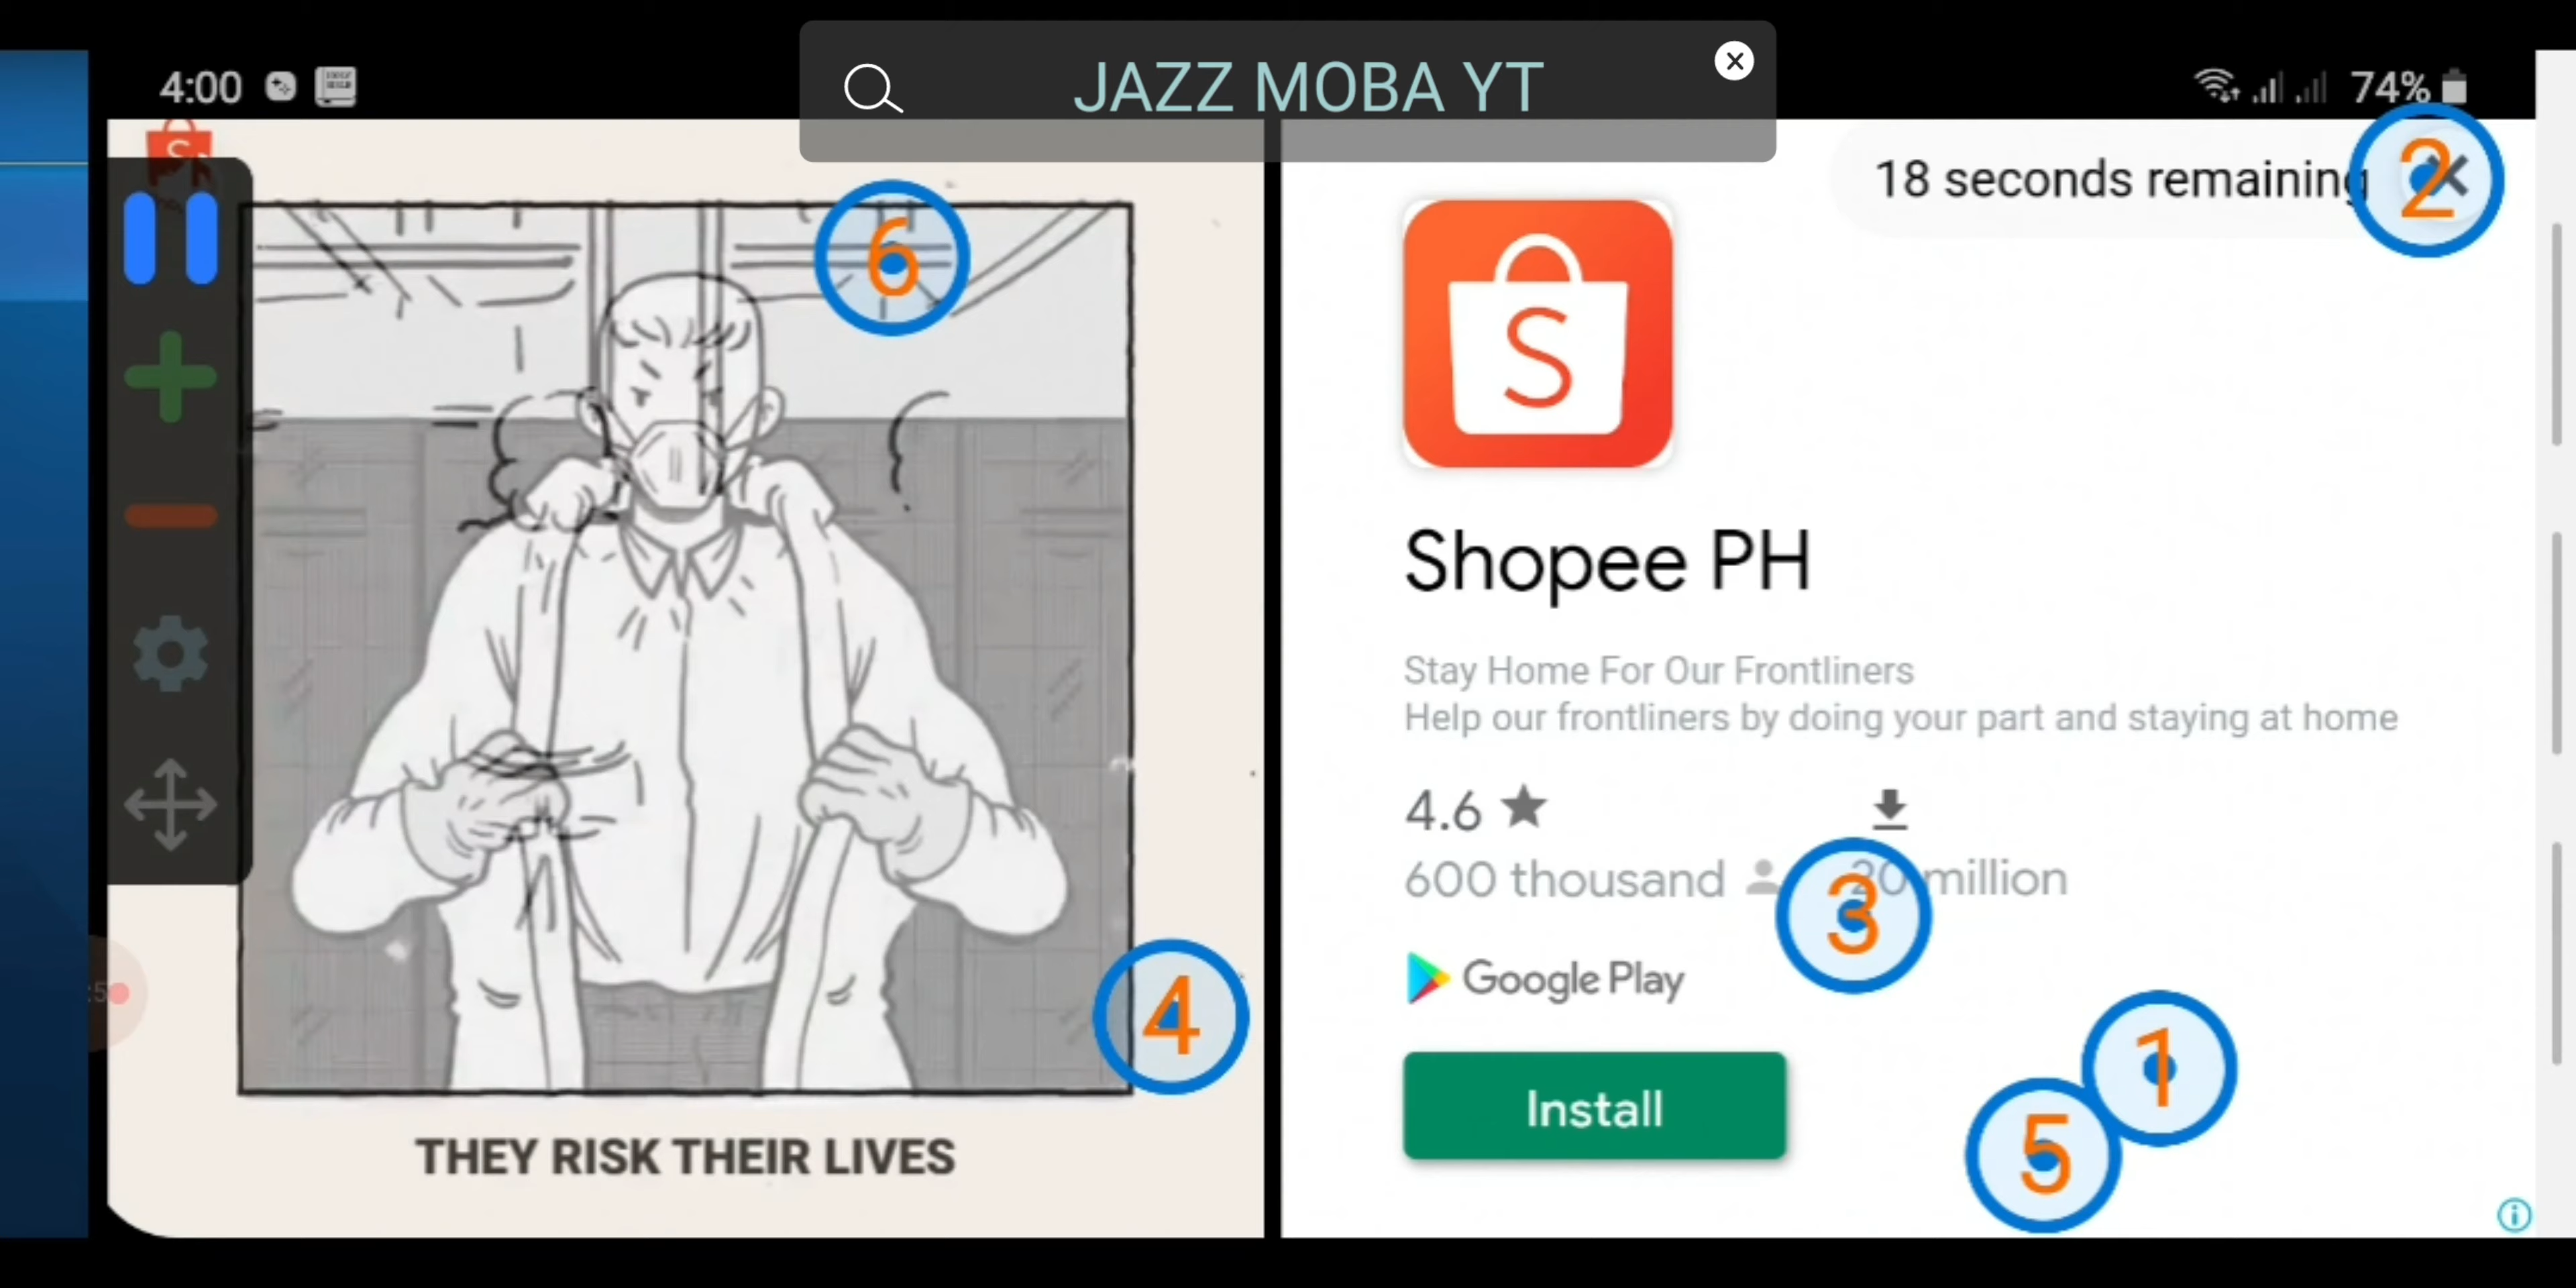 4:00
JAZZ MOBA YT
74%
18 seconds remaining
2
6
S
Shopee PH
Stay Home For Our Frontliners
Help our frontliners by doing your part and staying at home
4.6
600 thousand
20 million
3
Google Play
4
1
Install
5
THEY RISK THEIR LIVES